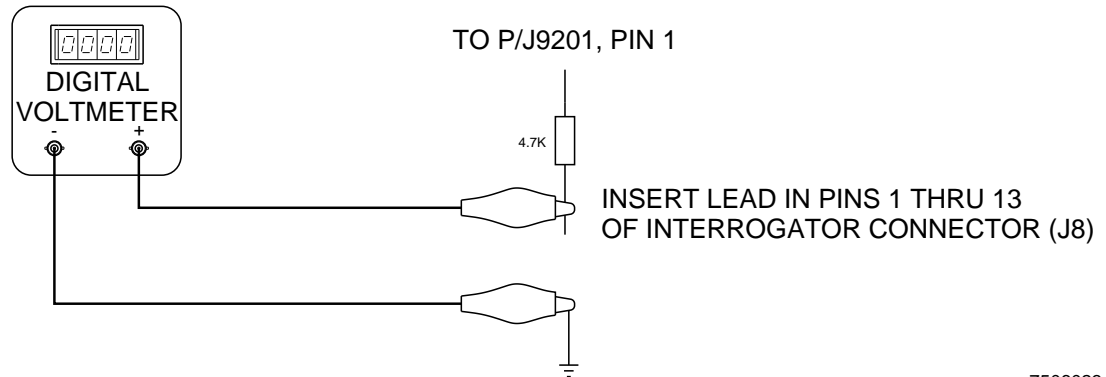 0000
DIGITAL
VOLTMETER
- +
TO P/J9201, PIN 1
4.7K
INSERT LEAD IN PINS 1 THRU 13
OF INTERROGATOR CONNECTOR (J8)